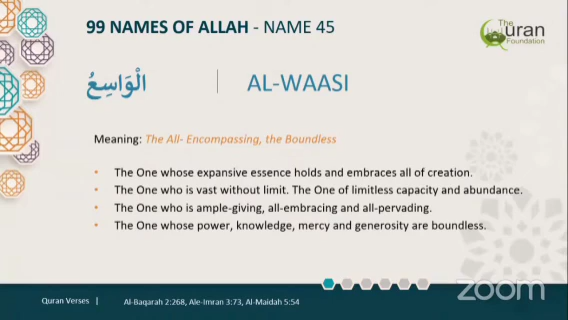 99 NAMES OF ALLAH - NAME 45
The Quran Foundation
الْوَاسِعُ | AL-WAASI
Meaning: The All- Encompassing, the Boundless
• The One whose expansive essence holds and embraces all of creation.
• The One who is vast without limit. The One of limitless capacity and abundance.
• The One who is ample-giving, all-embracing and all-pervading.
• The One whose power, knowledge, mercy and generosity are boundless.
Quran Verses | Al-Baqarah 2:268, Ale-Imran 3:73, Al-Maidah 5:54
zoom